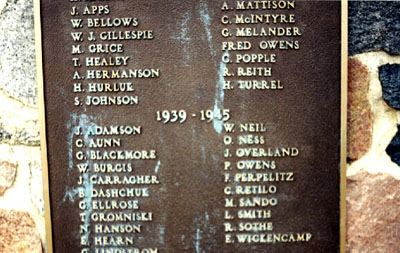 J. APPS
W. BELLOWS
W. J. GILLESPIE
M. GRICE
T. HEALEY
A. HERMANSON
H. HURLUK
S. JOHNSON
A. MATTISON
C. McINTYRE
G. MELANDER
FRED OWENS
C. POPPLE
R. REITH
H. TURREL
1939 - 1945
J. ADAMSON
C. AUNN
G. BLACKMORE
W. BURGIS
J. CARRAGHER
B. DASHCHUK
G. ELLROSE
T. GROMNISKI
N. HANSON
E. HEARN
W. NEIL
O. NESS
J. OVERLAND
P. OWENS
F. PERPELITZ
C. RETILO
M. SANDO
L. SMITH
R. SOTHE
E. WICKENCAMP